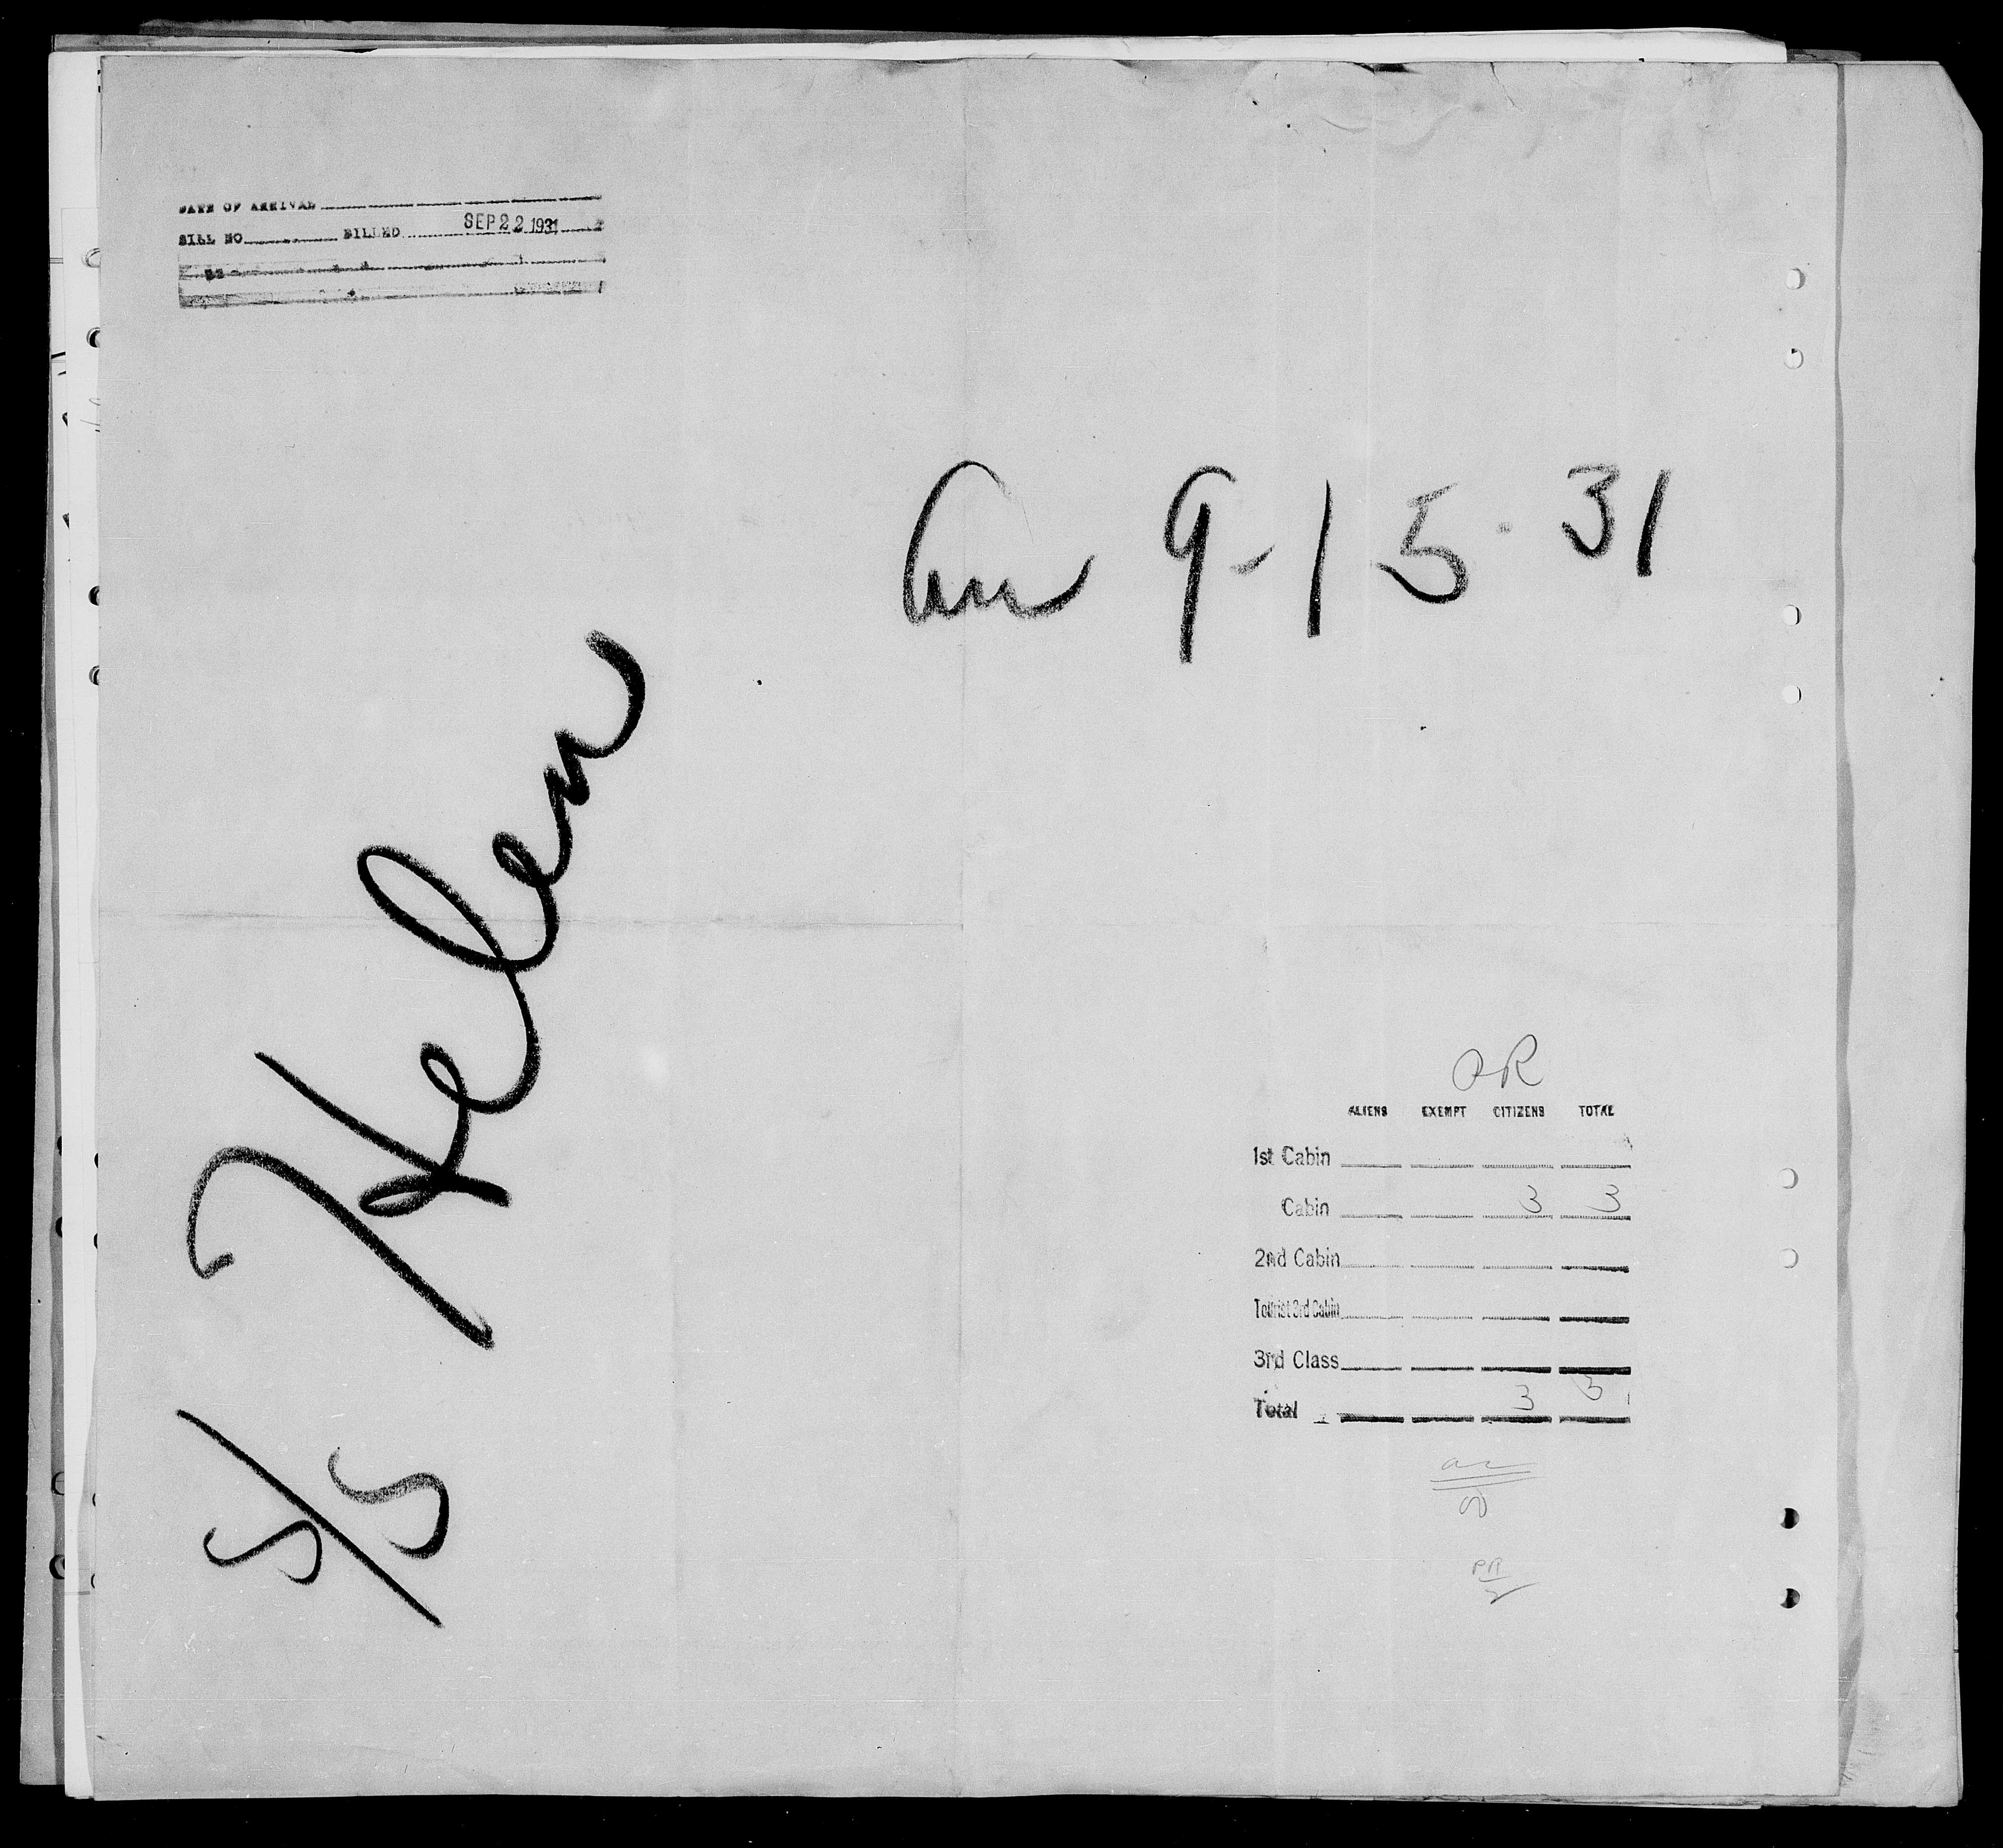 DATE OF ARRIVAL
BILL NO BILLED SEP 22 1931
Arr 9-15-31
S/S Helen
ALIENS EXEMPT CITIZENS TOTAL
1st Cabin
Cabin 3 3
2nd Cabin
Tourist 3rd Cabin
3rd Class
Total 3 3